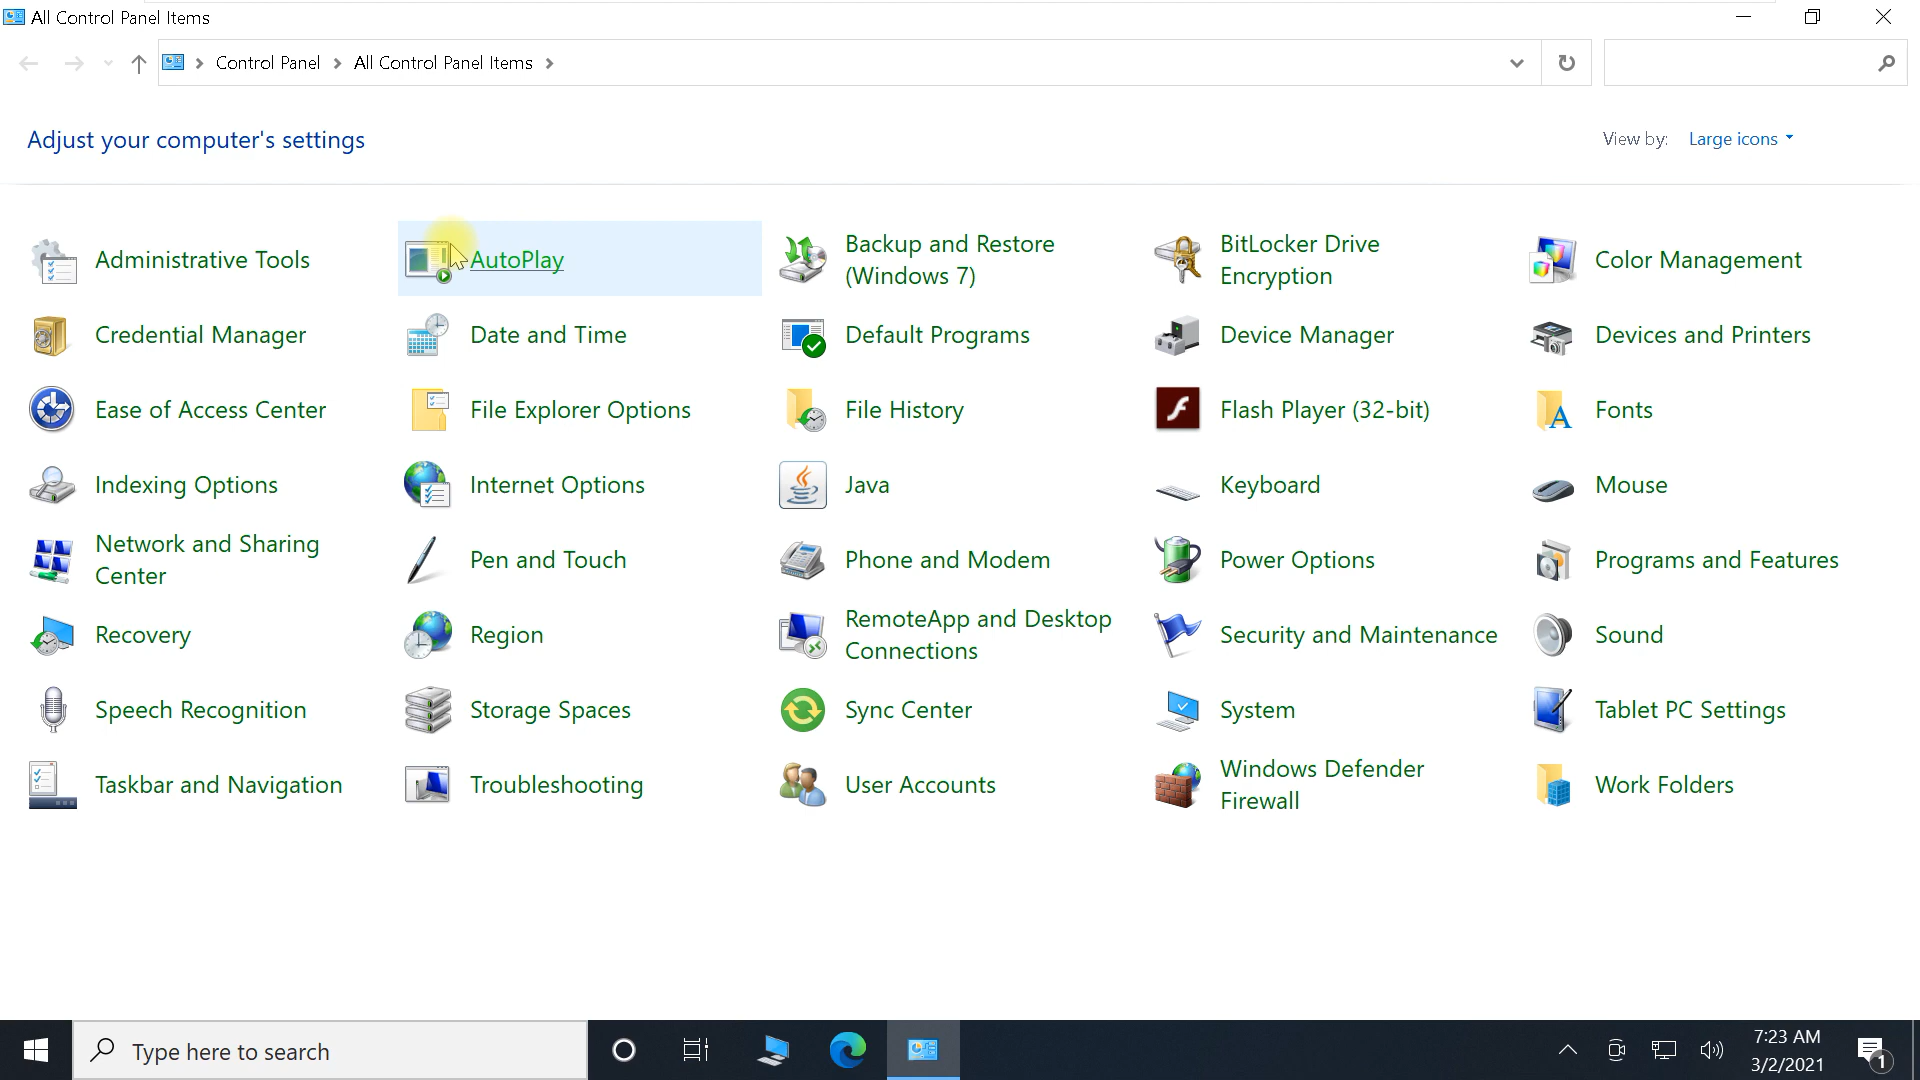 All Control Panel Items
Control Panel
All Control Panel Items
Adjust your computer's settings
View by:
Large icons
Administrative Tools
AutoPlay
Backup and Restore
(Windows 7)
BitLocker Drive
Encryption
Color Management
Credential Manager
Date and Time
Default Programs
Device Manager
Devices and Printers
Ease of Access Center
File Explorer Options
File History
Flash Player (32-bit)
Fonts
Indexing Options
Internet Options
Java
Keyboard
Mouse
Network and Sharing
Center
Pen and Touch
Phone and Modem
Power Options
Programs and Features
Recovery
Region
RemoteApp and Desktop
Connections
Security and Maintenance
Sound
Speech Recognition
Storage Spaces
Sync Center
System
Tablet PC Settings
Taskbar and Navigation
Troubleshooting
User Accounts
Windows Defender
Firewall
Work Folders
Type here to search
7:23 AM
3/2/2021
1